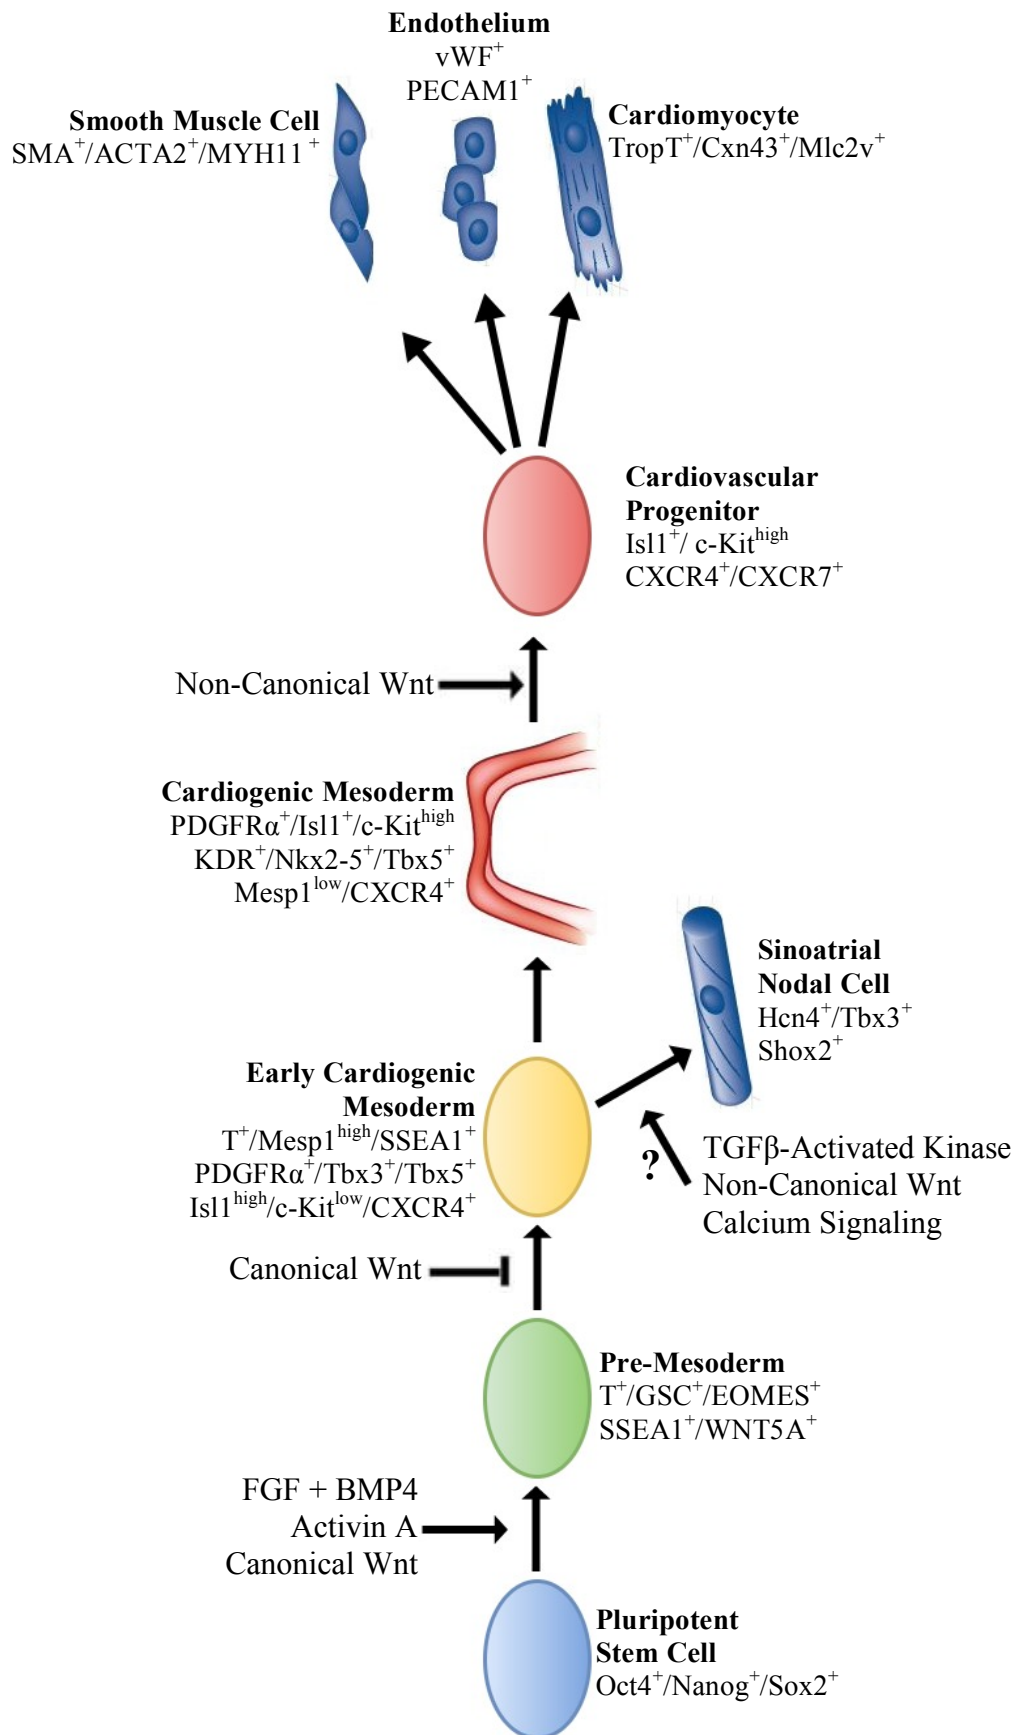 Endothelium
vWF⁺
PECAM1⁺
Smooth Muscle Cell
SMA⁺/ACTA2⁺/MYH11 ⁺
Cardiomyocyte
TropT⁺/Cxn43⁺/Mlc2v⁺
Cardiovascular
Progenitor
Isl1⁺/ c-Kitʰⁱᵍʰ
CXCR4⁺/CXCR7⁺
Non-Canonical Wnt
Cardiogenic Mesoderm
PDGFRα⁺/Isl1⁺/c-Kitʰⁱᵍʰ
KDR⁺/Nkx2-5⁺/Tbx5⁺
Mesp1ˡᵒʷ/CXCR4⁺
Sinoatrial
Nodal Cell
Hcn4⁺/Tbx3⁺
Shox2⁺
Early Cardiogenic
Mesoderm
T⁺/Mesp1ʰⁱᵍʰ/SSEA1⁺
PDGFRα⁺/Tbx3⁺/Tbx5⁺
Isl1ʰⁱᵍʰ/c-Kitˡᵒʷ/CXCR4⁺
?
TGFβ-Activated Kinase
Non-Canonical Wnt
Calcium Signaling
Canonical Wnt
Pre-Mesoderm
T⁺/GSC⁺/EOMES⁺
SSEA1⁺/WNT5A⁺
FGF + BMP4
Activin A
Canonical Wnt
Pluripotent
Stem Cell
Oct4⁺/Nanog⁺/Sox2⁺